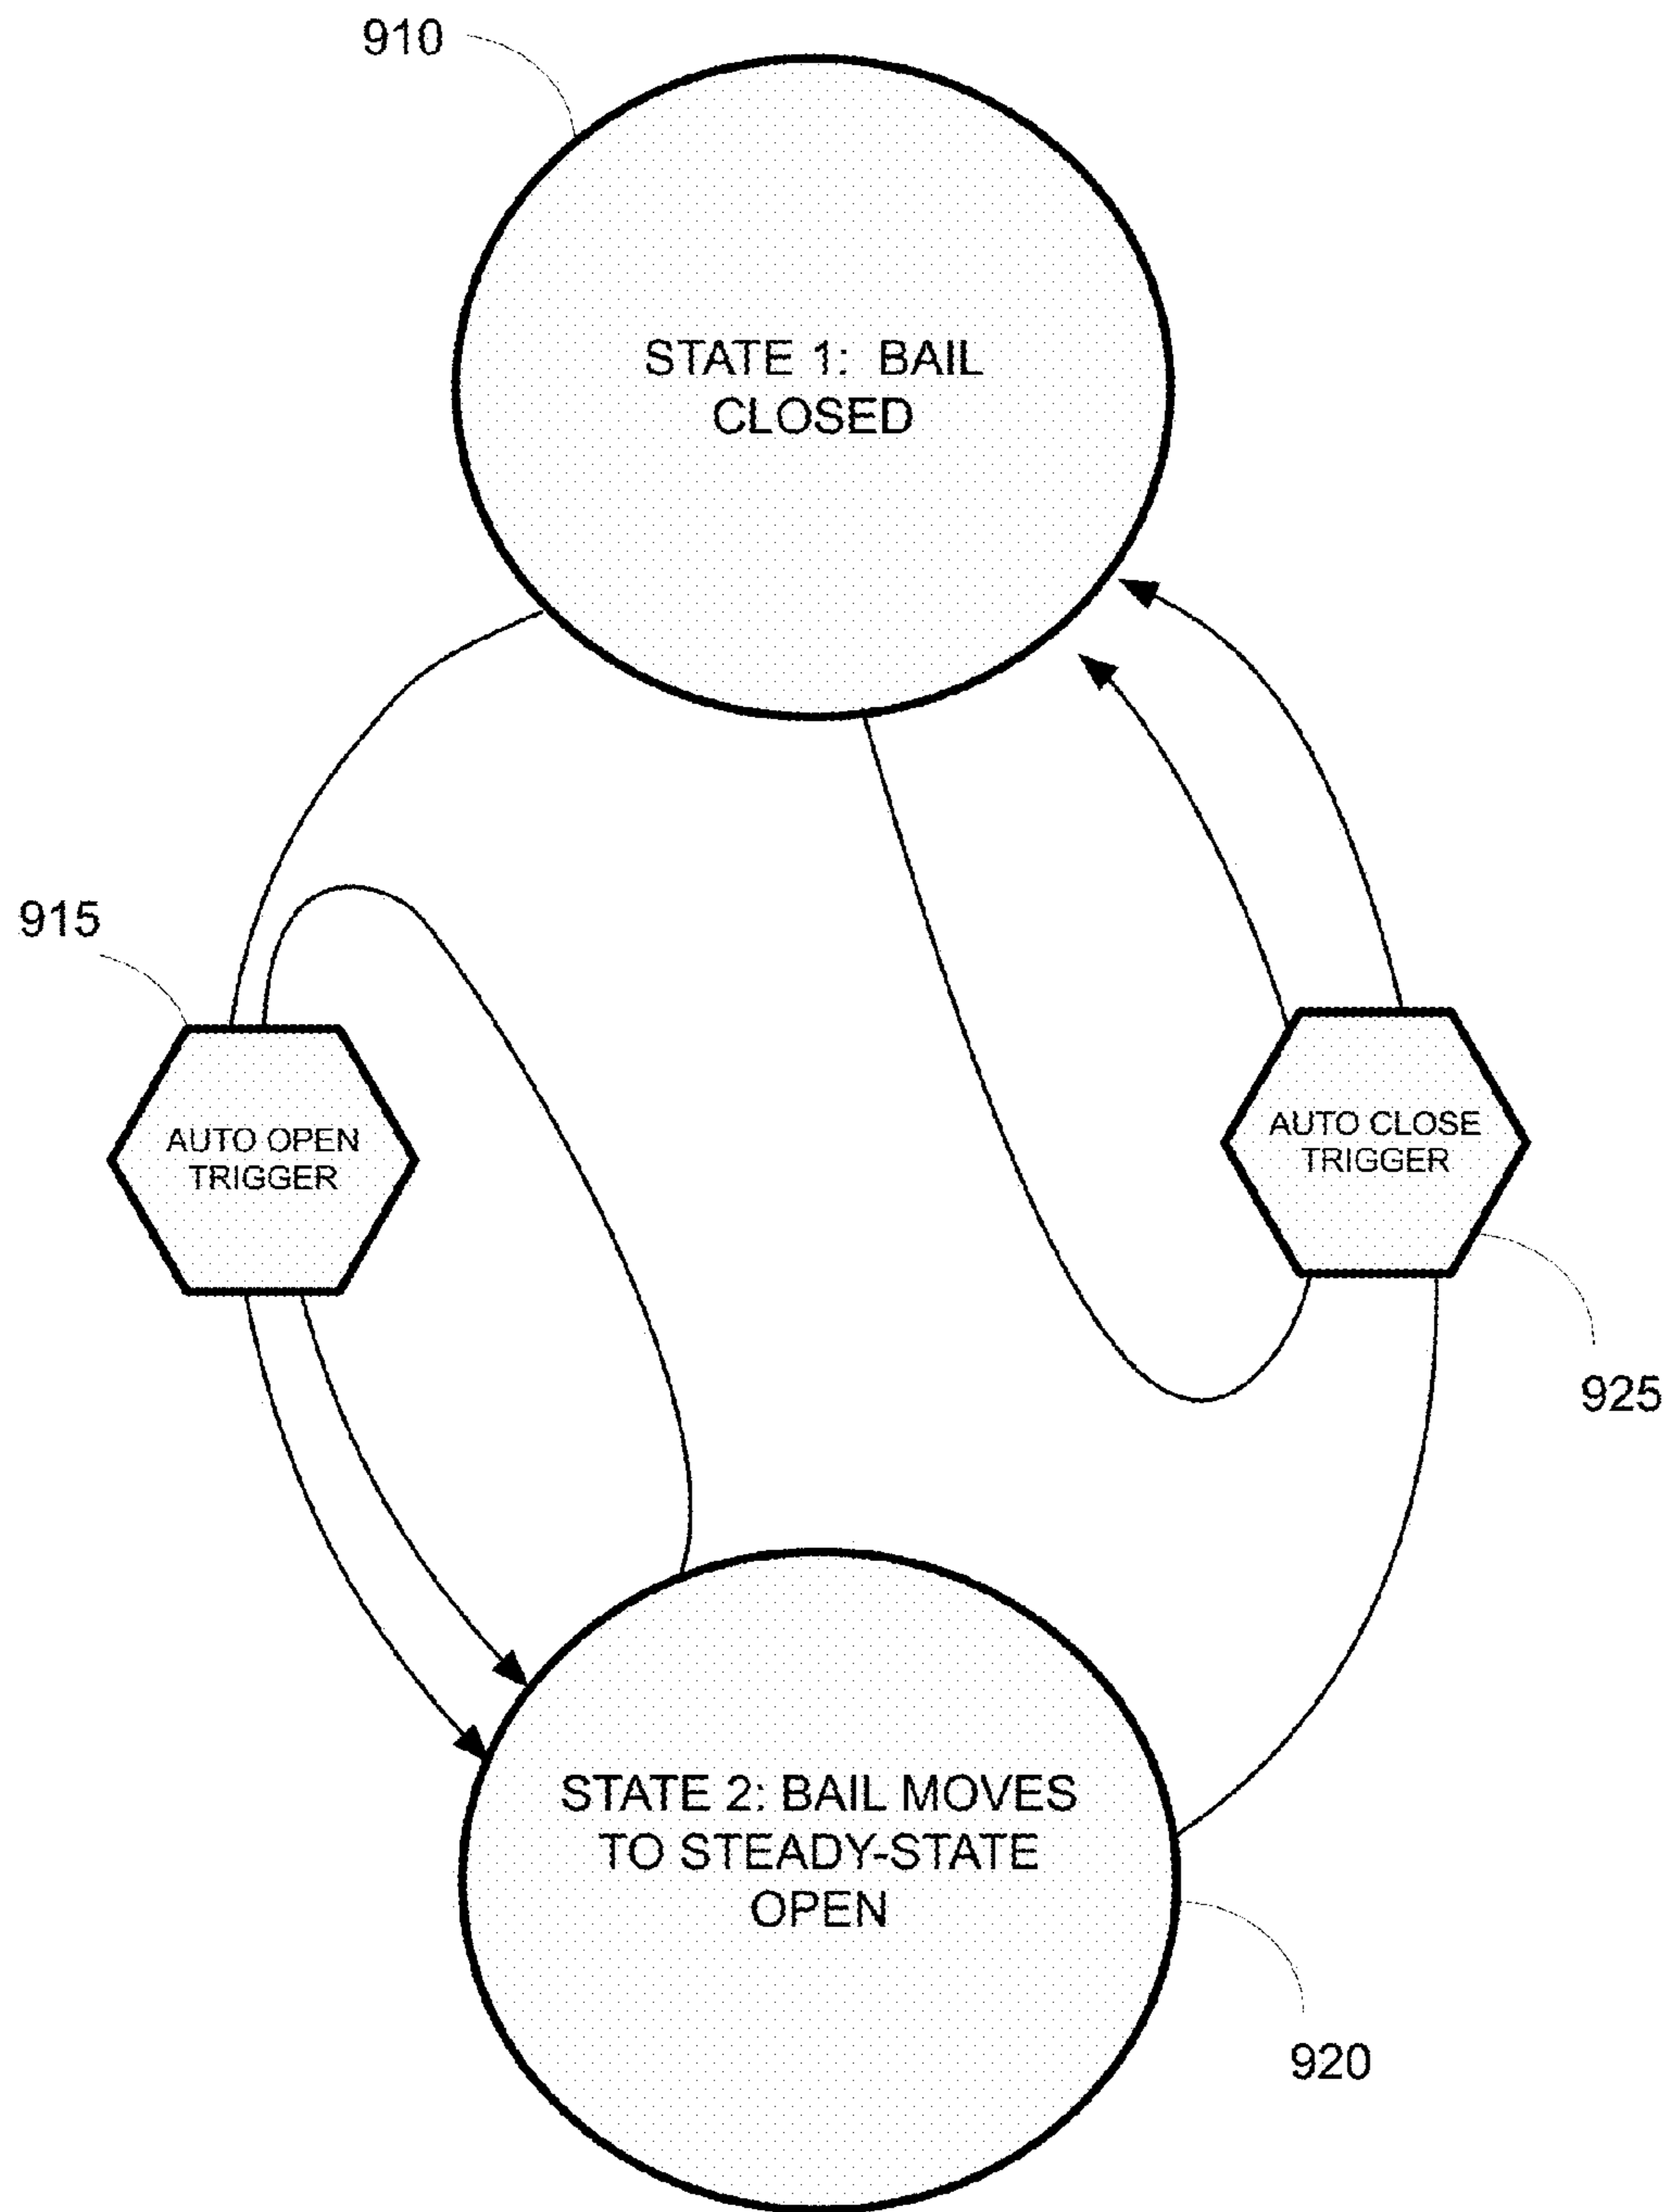 910
STATE 1: BAIL
CLOSED
915
AUTO OPEN
TRIGGER
AUTO CLOSE
TRIGGER
925
STATE 2: BAIL MOVES
TO STEADY-STATE
OPEN
920